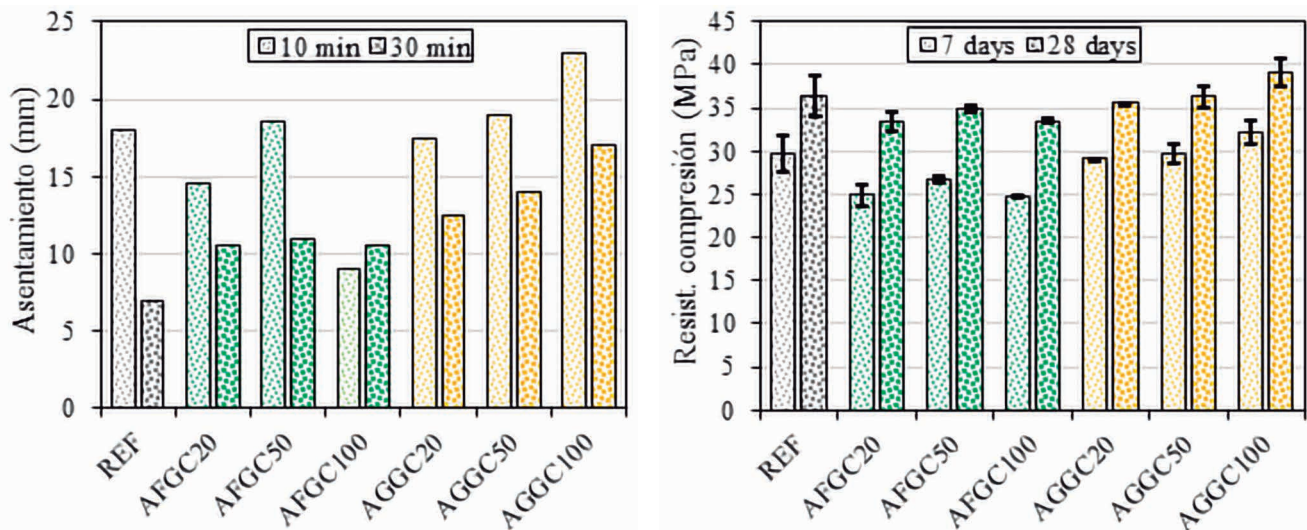 Asentamiento (mm)
25
20
15
10
5
0
10 min 30 min
REF
AFGC20
AFGC50
AFGC100
AGGC20
AGGC50
AGGC100
Resist. compresión (MPa)
45
40
35
30
25
20
15
10
5
0
7 days 28 days
REF
AFGC20
AFGC50
AFGC100
AGGC20
AGGC50
AGGC100